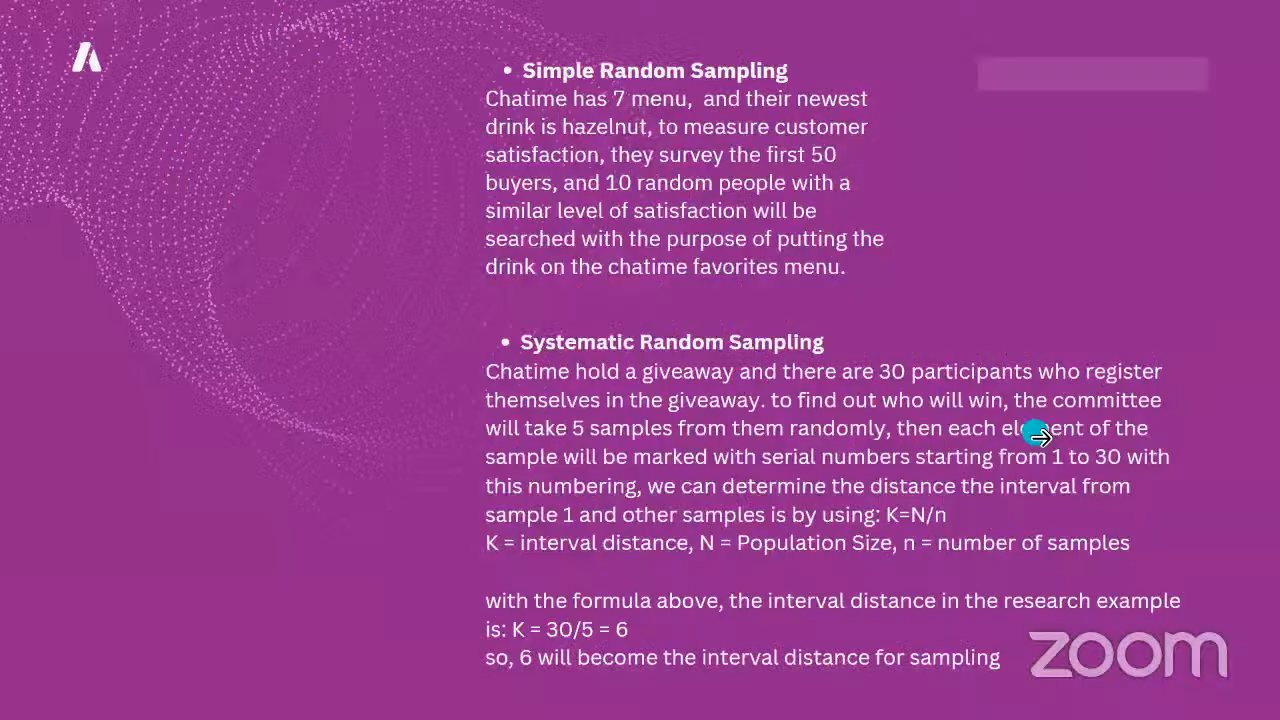 • Simple Random Sampling
Chatime has 7 menu, and their newest
drink is hazelnut, to measure customer
satisfaction, they survey the first 50
buyers, and 10 random people with a
similar level of satisfaction will be
searched with the purpose of putting the
drink on the chatime favorites menu.
• Systematic Random Sampling
Chatime hold a giveaway and there are 30 participants who register
themselves in the giveaway. to find out who will win, the committee
will take 5 samples from them randomly, then each element of the
sample will be marked with serial numbers starting from 1 to 30 with
this numbering, we can determine the distance the interval from
sample 1 and other samples is by using: K=N/n
K = interval distance, N = Population Size, n = number of samples
with the formula above, the interval distance in the research example
is: K = 30/5 = 6
so, 6 will become the interval distance for sampling
zoom